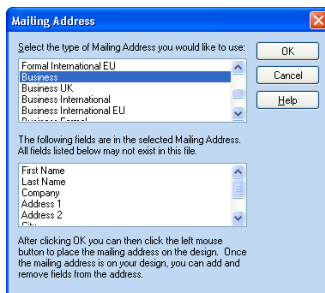 Mailing Address
Select the type of Mailing Address you would like to use:
OK
Formal International EU
Business
Cancel
Business UK
Business International
Help
Business International EU
Business Formal
The following fields are in the selected Mailing Address.
All fields listed below may not exist in this file.
First Name
Last Name
Company
Address 1
Address 2
City
After clicking OK you can then click the left mouse
button to place the mailing address on the design. Once
the mailing address is on your design, you can add and
remove fields from the address.